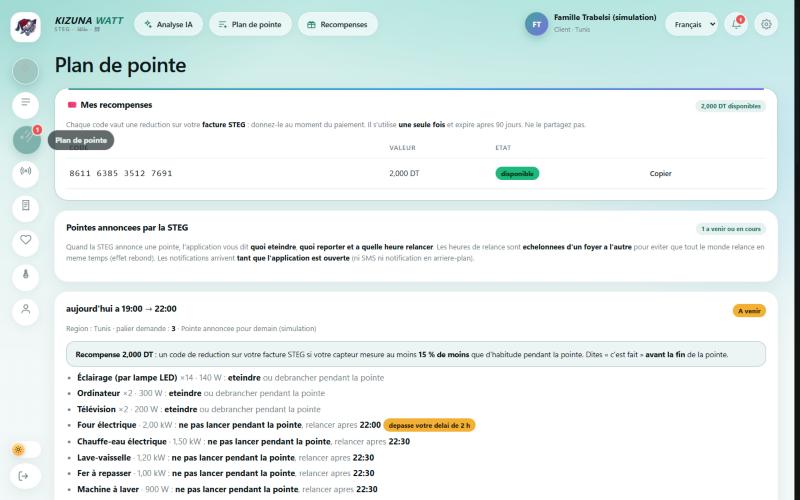 KIZUNA WATT
Analyse IA
Plan de pointe
Recompenses
FT
Famille Trabelsi (simulation)
Client · Tunis
Français
1
Plan de pointe
Mes recompenses
2,000 DT disponibles
Chaque code vaut une reduction sur votre facture STEG : donnez-le au moment du paiement. Il s'utilise une seule fois et expire apres 90 jours. Ne le partagez pas.
1
Plan de pointe
VALEUR
ETAT
8611 6385 3512 7691
2,000 DT
disponible
Copier
Pointes annoncees par la STEG
1 a venir ou en cours
Quand la STEG annonce une pointe, l'application vous dit quoi eteindre, quoi reporter et a quelle heure relancer. Les heures de relance sont echelonnees d'un foyer a l'autre pour eviter que tout le monde relance en
meme temps (effet rebond). Les notifications arrivent tant que l'application est ouverte (ni SMS ni notification en arriere-plan).
aujourd'hui a 19:00 → 22:00
A venir
Region : Tunis · palier demande : 3 · Pointe annoncee pour demain (simulation)
Recompense 2,000 DT : un code de reduction sur votre facture STEG si votre capteur mesure au moins 15 % de moins que d'habitude pendant la pointe. Dites « c'est fait » avant la fin de la pointe.
• Éclairage (par lampe LED) ×14 · 140 W : eteindre ou debrancher pendant la pointe
• Ordinateur ×2 · 300 W : eteindre ou debrancher pendant la pointe
• Télévision ×2 · 200 W : eteindre ou debrancher pendant la pointe
• Four électrique · 2,00 kW : ne pas lancer pendant la pointe, relancer apres 22:00 depasse votre delai de 2 h
• Chauffe-eau électrique · 1,50 kW : ne pas lancer pendant la pointe, relancer apres 22:30
• Lave-vaisselle · 1,20 kW : ne pas lancer pendant la pointe, relancer apres 22:30
• Fer à repasser · 1,00 kW : ne pas lancer pendant la pointe, relancer apres 22:30
• Machine à laver · 900 W : ne pas lancer pendant la pointe, relancer apres 22:30